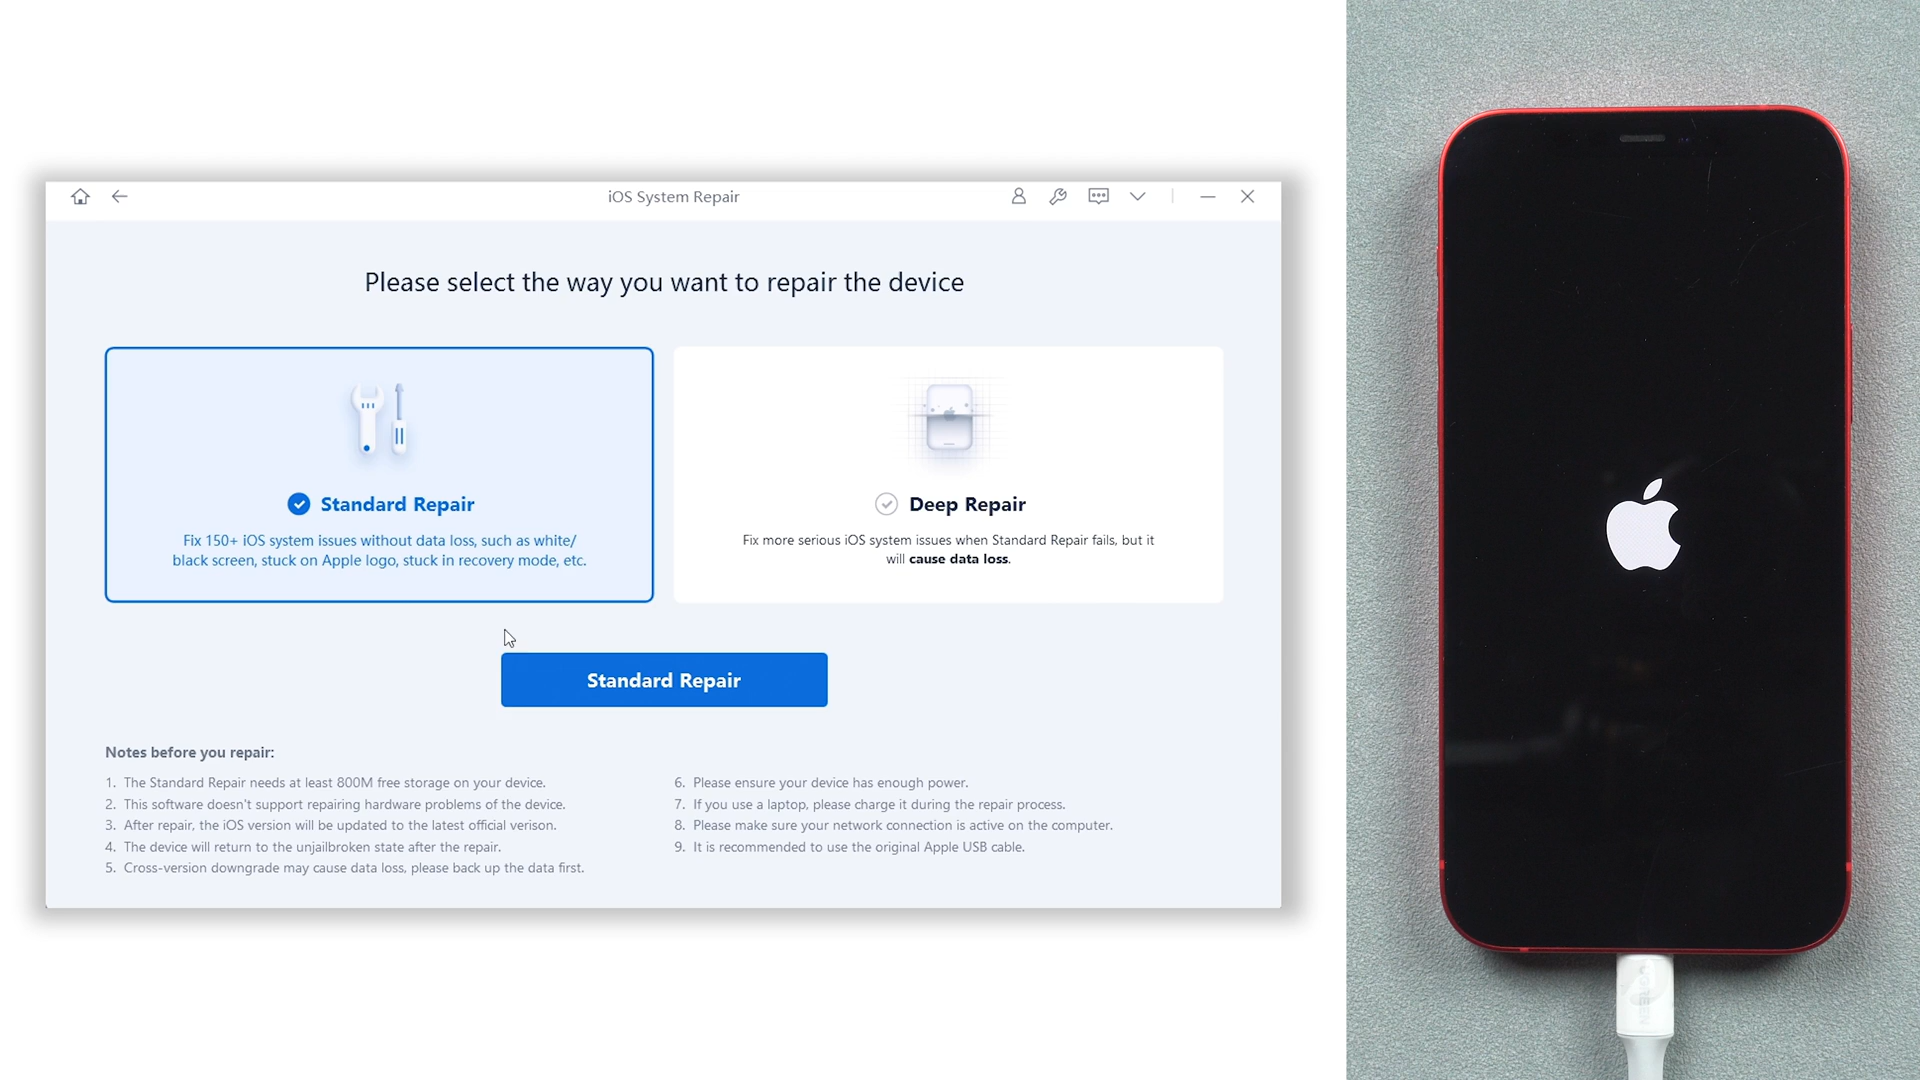 iOS System Repair
Please select the way you want to repair the device
Standard Repair
Fix 150+ iOS system issues without data loss, such as white/
black screen, stuck on Apple logo, stuck in recovery mode, etc.
Deep Repair
Fix more serious iOS system issues when Standard Repair fails, but it
will cause data loss.
Standard Repair
Notes before you repair:
1. The Standard Repair needs at least 800M free storage on your device.
2. This software doesn't support repairing hardware problems of the device.
3. After repair, the iOS version will be updated to the latest official verison.
4. The device will return to the unjailbroken state after the repair.
5. Cross-version downgrade may cause data loss, please back up the data first.
6. Please ensure your device has enough power.
7. If you use a laptop, please charge it during the repair process.
8. Please make sure your network connection is active on the computer.
9. It is recommended to use the original Apple USB cable.
UGREEN